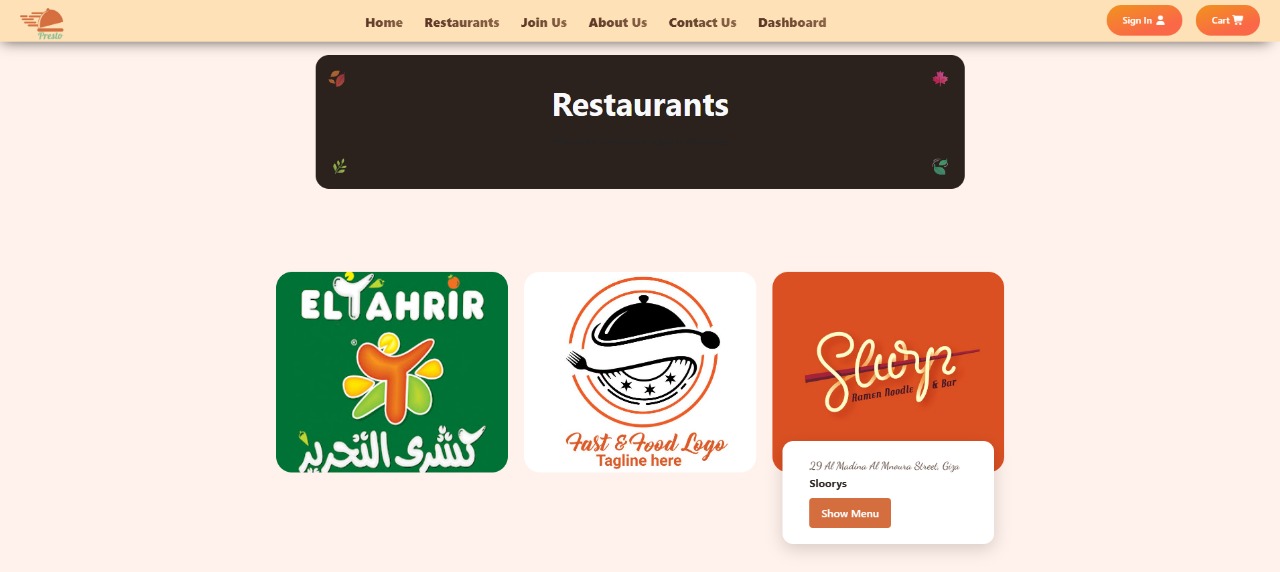 Presto
Home Restaurants Join Us About Us Contact Us Dashboard
Sign In
Cart
Restaurants
ELTAHRIR
®
كشرى التحرير
Fast & Food Logo
Tagline here
Slurp
Ramen Noodle & Bar
29 Al Madina Al Mnoura Street, Giza
Sloorys
Show Menu